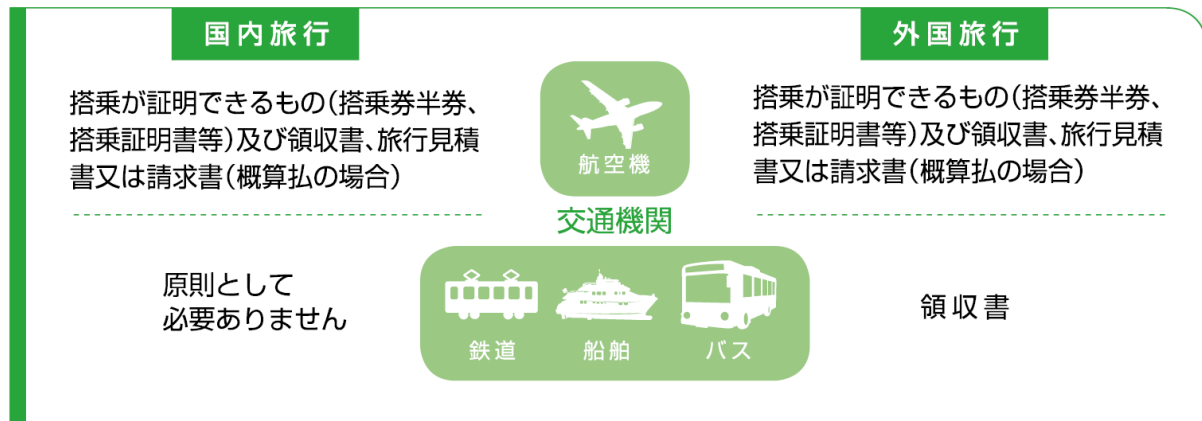 国内旅行
外国旅行
搭乗が証明できるもの(搭乗券半券、
搭乗証明書等)及び領収書、旅行見積
書又は請求書(概算払の場合)
航空機
搭乗が証明できるもの(搭乗券半券、
搭乗証明書等)及び領収書、旅行見積
書又は請求書(概算払の場合)
交通機関
原則として
必要ありません
鉄道
船舶
バス
領収書